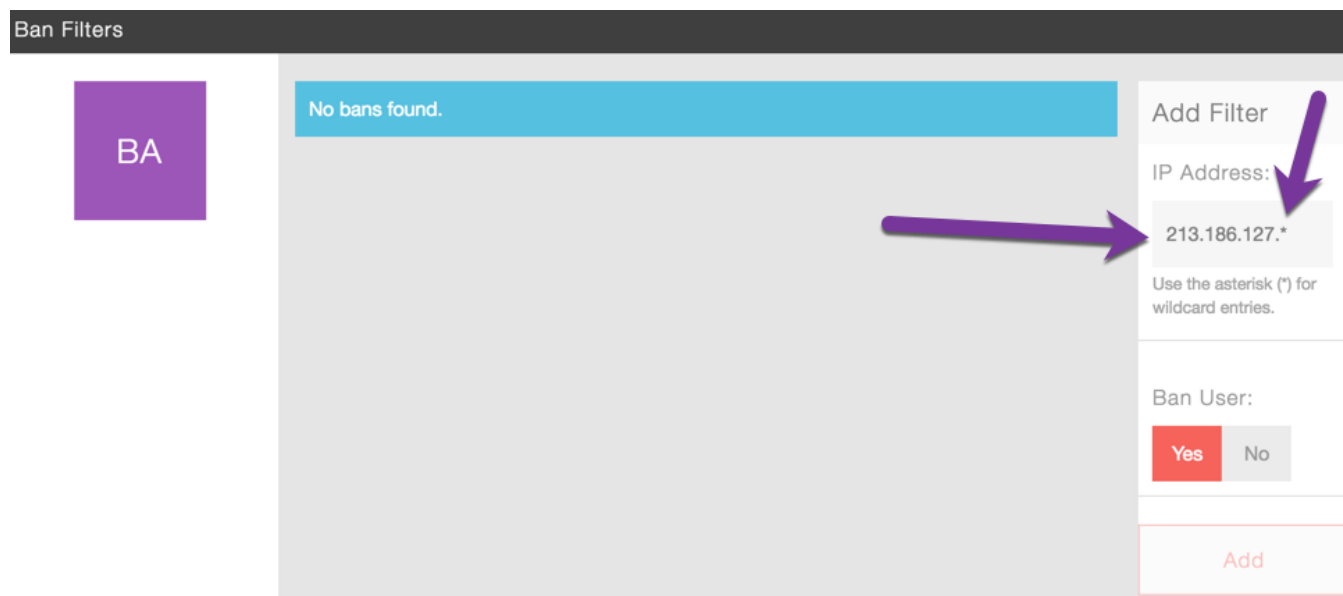 Ban Filters
BA
No bans found.
Add Filter
IP Address:
213.186.127.*
Use the asterisk (*) for
wildcard entries.
Ban User:
Yes No
Add